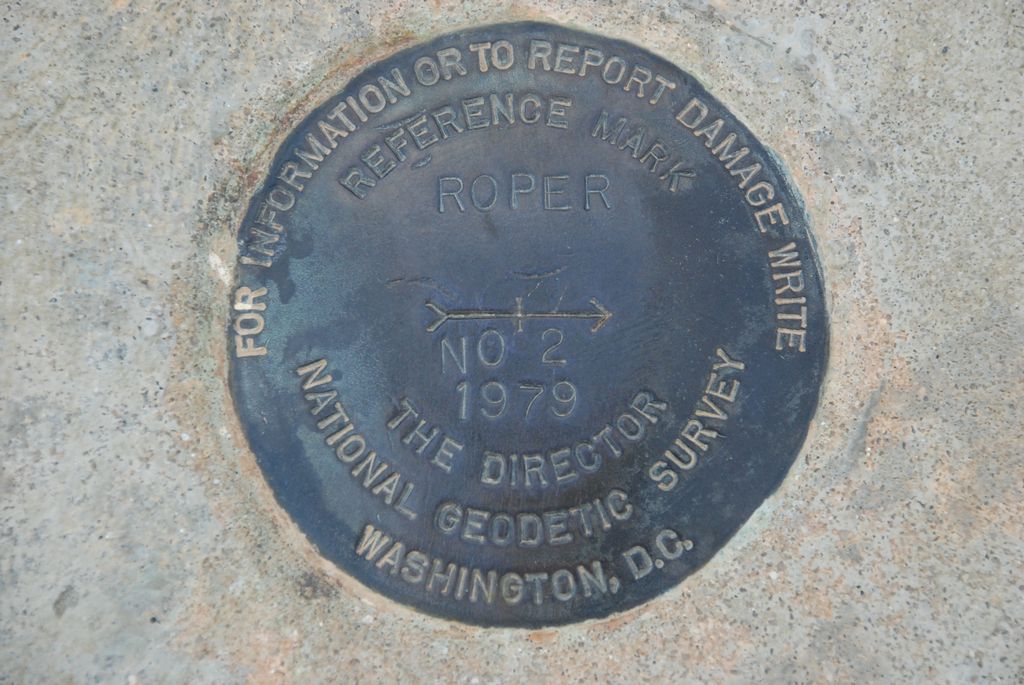 FOR INFORMATION OR TO REPORT DAMAGE WRITE
REFERENCE MARK
ROPER
NO 2
1979
THE DIRECTOR
NATIONAL GEODETIC SURVEY
WASHINGTON, D.C.